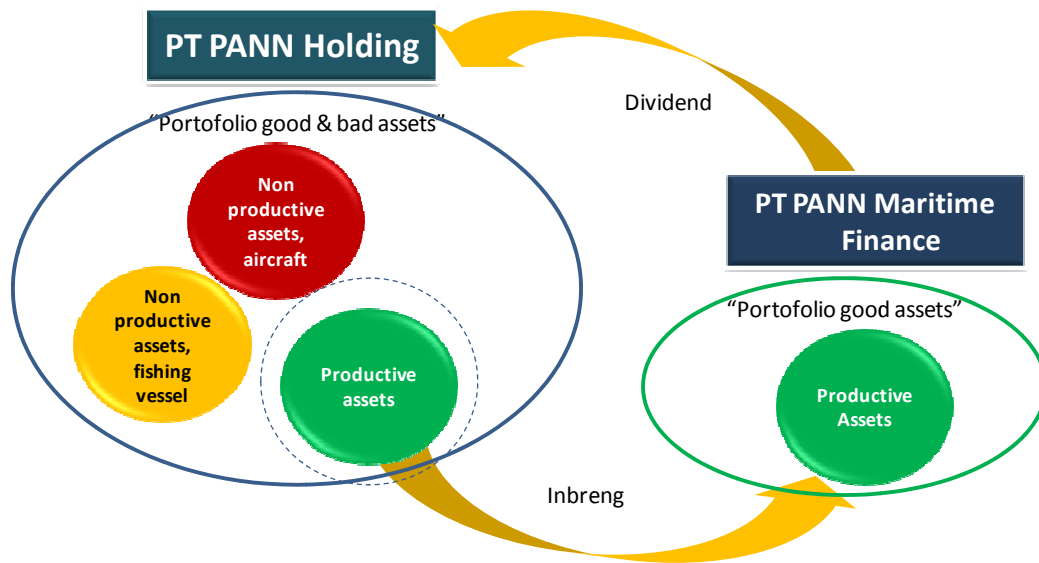 PT PANN Holding
“Portofolio good & bad assets”
Non
productive
assets,
aircraft
Non
productive
assets,
fishing
vessel
Productive
assets
Dividend
PT PANN Maritime
Finance
“Portofolio good assets”
Productive
Assets
Inbreng